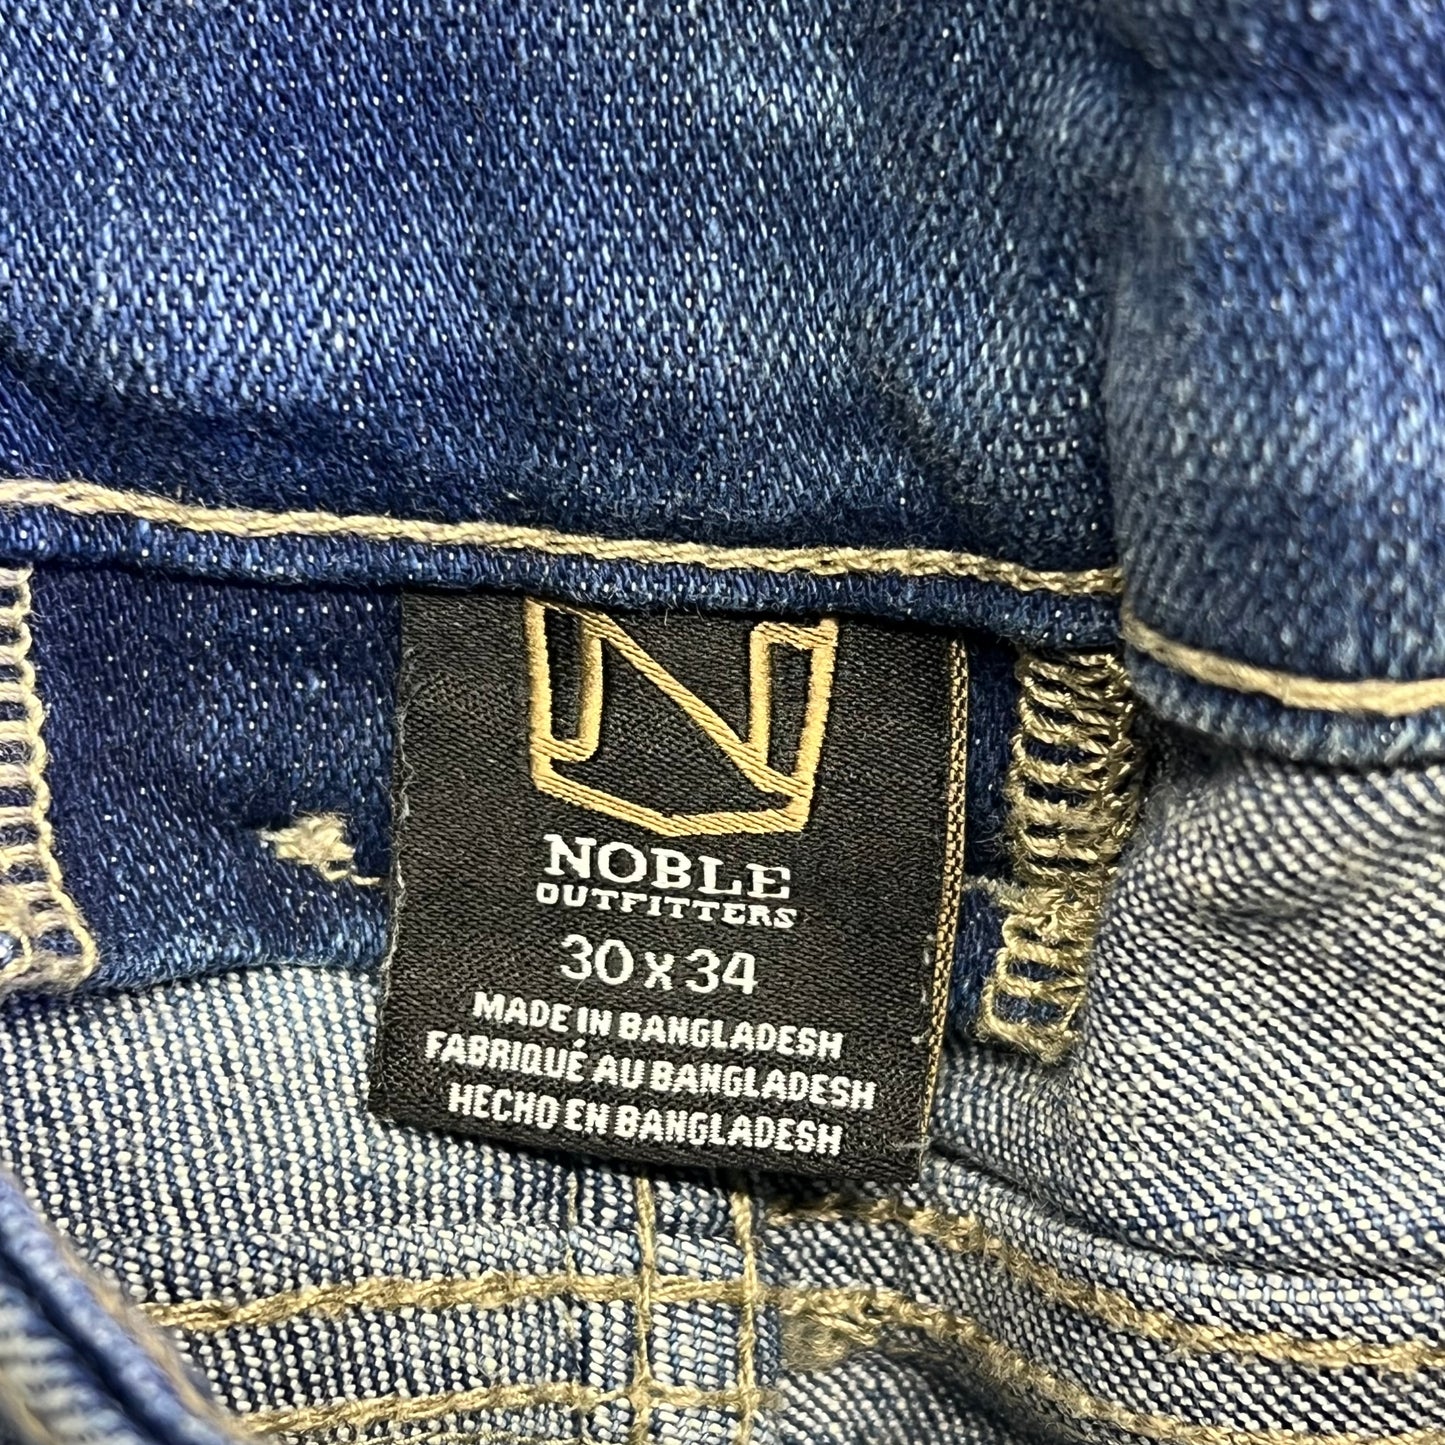 N
NOBLE
OUTFITTERS
30 x 34
MADE IN BANGLADESH
FABRIQUÉ AU BANGLADESH
HECHO EN BANGLADESH